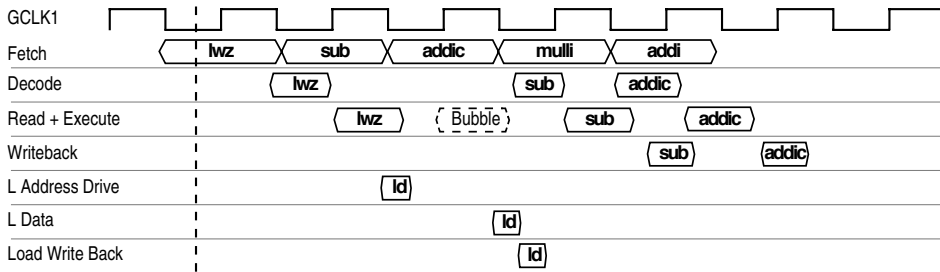 GCLK1
Fetch lwz sub addic mulli addi
Decode lwz sub addic
Read + Execute lwz Bubble sub addic
Writeback sub addic
L Address Drive ld
L Data ld
Load Write Back ld